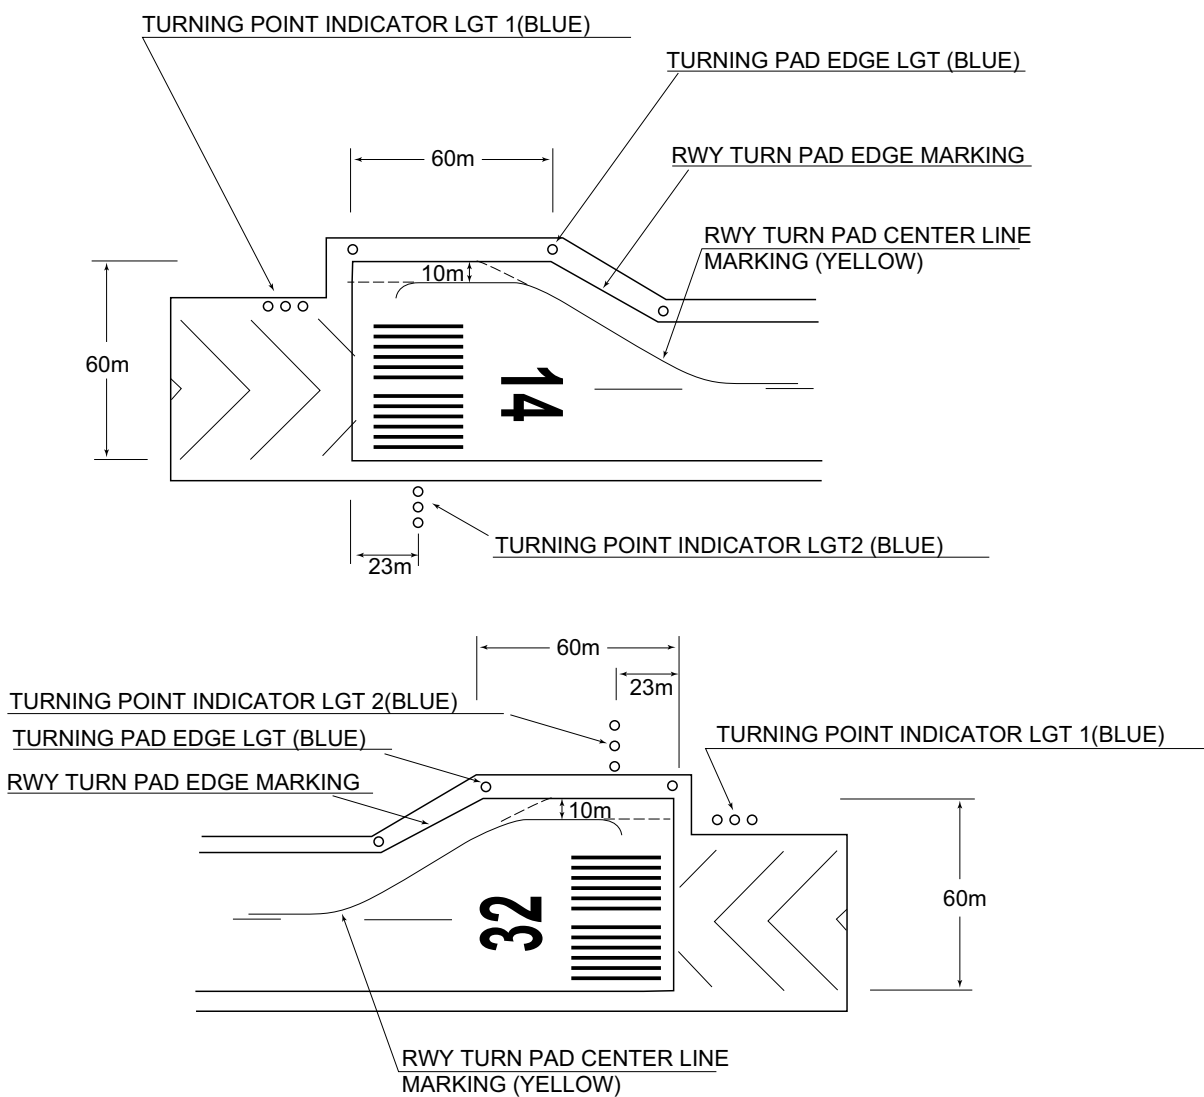 TURNING POINT INDICATOR LGT 1(BLUE)
TURNING PAD EDGE LGT (BLUE)
60m
RWY TURN PAD EDGE MARKING
RWY TURN PAD CENTER LINE
MARKING (YELLOW)
10m
60m
14
TURNING POINT INDICATOR LGT2 (BLUE)
23m
60m
23m
TURNING POINT INDICATOR LGT 2(BLUE)
TURNING POINT INDICATOR LGT 1(BLUE)
TURNING PAD EDGE LGT (BLUE)
RWY TURN PAD EDGE MARKING
10m
60m
32
RWY TURN PAD CENTER LINE
MARKING (YELLOW)